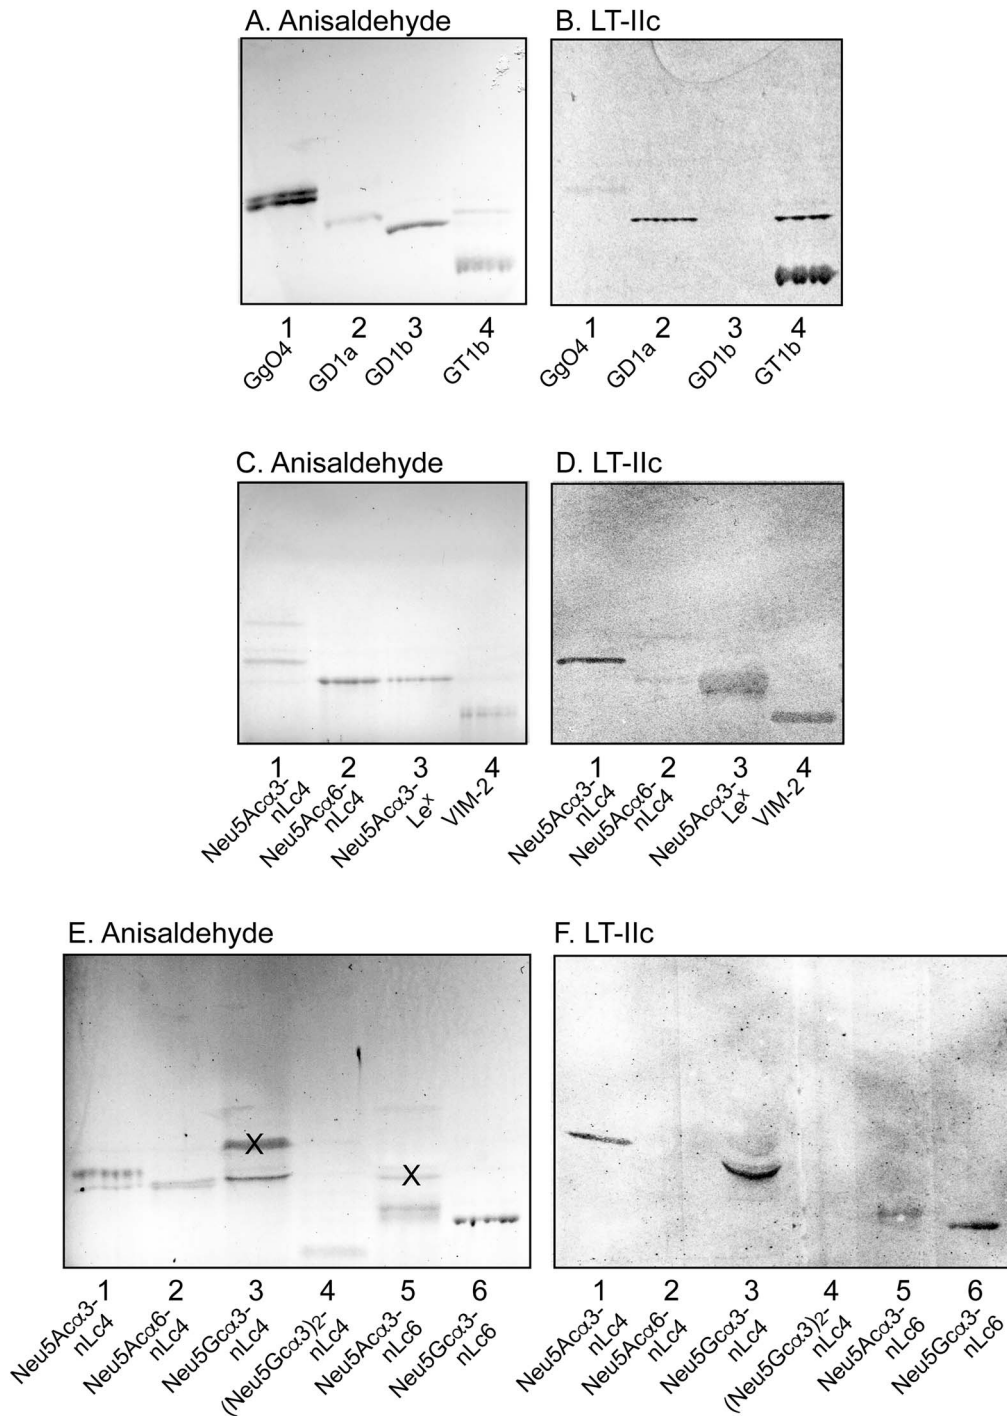 A. Anisaldehyde
B. LT-IIc
1 2 3 4
GgO4 GD1a GD1b GT1b
1 2 3 4
GgO4 GD1a GD1b GT1b
C. Anisaldehyde
D. LT-IIc
1 2 3 4
Neu5Acα3-
nLc4
Neu5Acα6-
nLc4
Neu5Acα3-
Leˣ
VIM-2
1 2 3 4
Neu5Acα3-
nLc4
Neu5Acα6-
nLc4
Neu5Acα3-
Leˣ
VIM-2
E. Anisaldehyde
F. LT-IIc
X
X
1 2 3 4 5 6
Neu5Acα3-
nLc4
Neu5Acα6-
nLc4
Neu5Gcα3-
nLc4
(Neu5Gcα3)2-
nLc4
Neu5Acα3-
nLc6
Neu5Gcα3-
nLc6
1 2 3 4 5 6
Neu5Acα3-
nLc4
Neu5Acα6-
nLc4
Neu5Gcα3-
nLc4
(Neu5Gcα3)2-
nLc4
Neu5Acα3-
nLc6
Neu5Gcα3-
nLc6